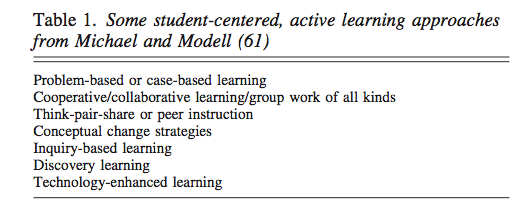 Table 1. Some student-centered, active learning approaches
from Michael and Modell (61)
Problem-based or case-based learning
Cooperative/collaborative learning/group work of all kinds
Think-pair-share or peer instruction
Conceptual change strategies
Inquiry-based learning
Discovery learning
Technology-enhanced learning